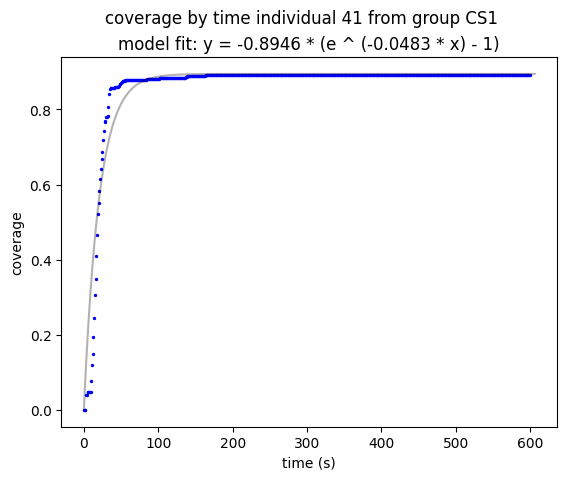 coverage by time individual 41 from group CS1
model fit: y = -0.8946 * (e ^ (-0.0483 * x) - 1)
0.8
0.6
0.4
0.2
0.0
coverage
0 100 200 300 400 500 600
time (s)